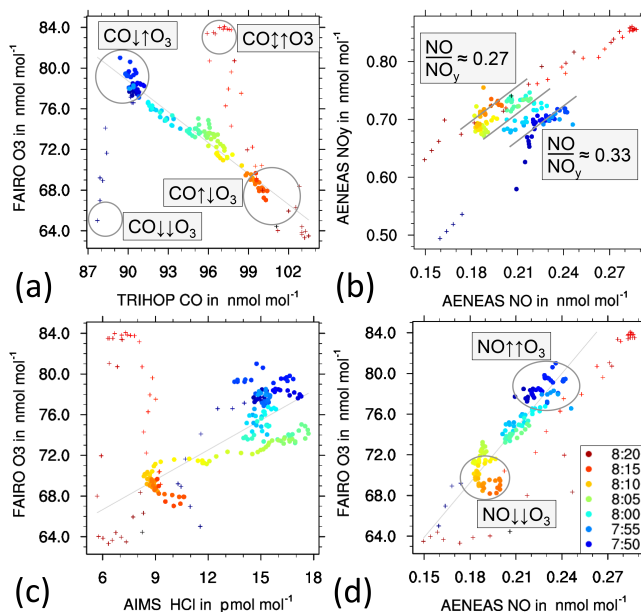 CO↓↑O₃
CO↕↑O3
CO↑↓O₃
CO↓↓O₃
FAIRO O3 in nmol mol⁻¹
84.0
80.0
76.0
72.0
68.0
64.0
87 90 93 96 99 102
(a) TRIHOP CO in nmol mol⁻¹
NO/NOy ≈ 0.27
NO/NOy ≈ 0.33
AENEAS NOy in nmol mol⁻¹
0.80
0.70
0.60
0.50
0.15 0.18 0.21 0.24 0.27
(b) AENEAS NO in nmol mol⁻¹
FAIRO O3 in nmol mol⁻¹
84.0
80.0
76.0
72.0
68.0
64.0
6 9 12 15 18
(c) AIMS HCl in pmol mol⁻¹
NO↑↑O₃
NO↓↓O₃
FAIRO O3 in nmol mol⁻¹
84.0
80.0
76.0
72.0
68.0
64.0
8:20
8:15
8:10
8:05
8:00
7:55
7:50
0.15 0.18 0.21 0.24 0.27
(d) AENEAS NO in nmol mol⁻¹